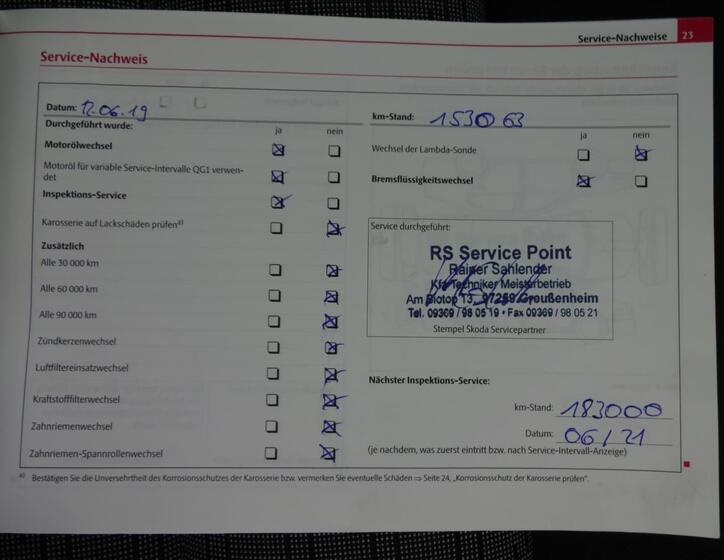 Service-Nachweise 23
Service-Nachweis
Datum: 12.06.19
Durchgeführt wurde: ja nein
Motorölwechsel
Motoröl für variable Service-Intervalle QG1 verwen-
det
Inspektions-Service
Karosserie auf Lackschäden prüfen a)
Zusätzlich
Alle 30 000 km
Alle 60 000 km
Alle 90 000 km
Zündkerzenwechsel
Luftfiltereinsatzwechsel
Kraftstofffilterwechsel
Zahnriemenwechsel
Zahnriemen-Spannrollenwechsel
km-Stand: 153063
ja nein
Wechsel der Lambda-Sonde
Bremsflüssigkeitswechsel
Service durchgeführt:
RS Service Point
Rainer Sahlender
Kfz-Techniker Meisterbetrieb
Am Biotop 13, 97259 Greußenheim
Tel. 09369 / 98 05 19 • Fax 09369 / 98 05 21
Stempel Škoda Servicepartner
Nächster Inspektions-Service:
km-Stand: 183000
Datum: 06/21
(je nachdem, was zuerst eintritt bzw. nach Service-Intervall-Anzeige)
a) Bestätigen Sie die Unversehrtheit des Korrosionsschutzes der Karosserie bzw. vermerken Sie eventuelle Schäden ⇒ Seite 24, „Korrosionsschutz der Karosserie prüfen".